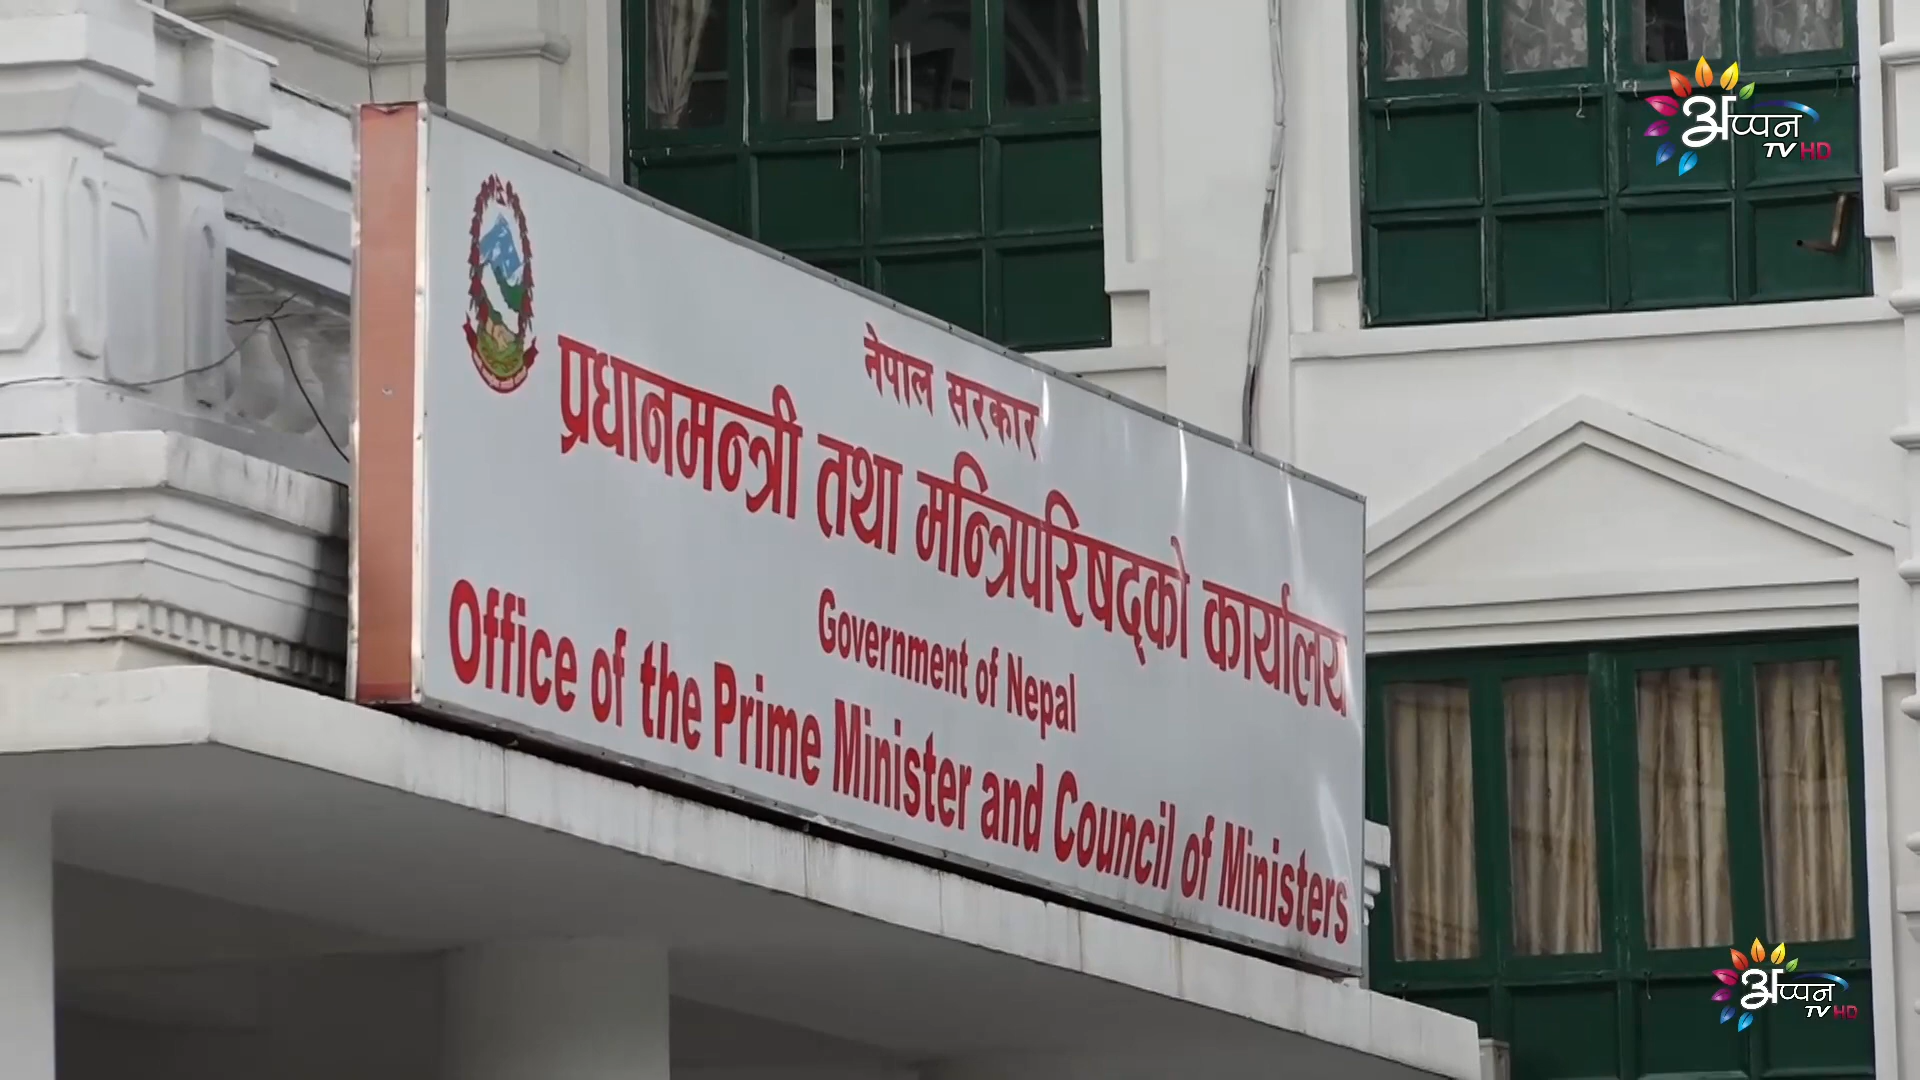 नेपाल सरकार
प्रधानमन्त्री तथा मन्त्रिपरिषद्को कार्यालय
Government of Nepal
Office of the Prime Minister and Council of Ministers
अप्पन
TV HD
अप्पन
TV HD